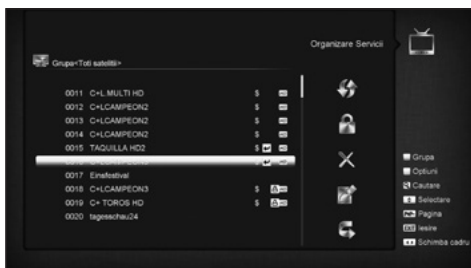 Organizare Servicii
Grupa<Toti satelitii>
0011 C+L.MULTI HD $
0012 C+LCAMPEON2 $
0013 C+LCAMPEON2 $
0014 C+LCAMPEON2 $
0015 TAQUILLA HD2 $
0017 Einsfestival
0018 C+LCAMPEON3 $
0019 C+ TOROS HD $
0020 tagesschau24
Grupa
Optiuni
Cautare
Selectare
Pagina
EXIT Iesire
Schimba cadru